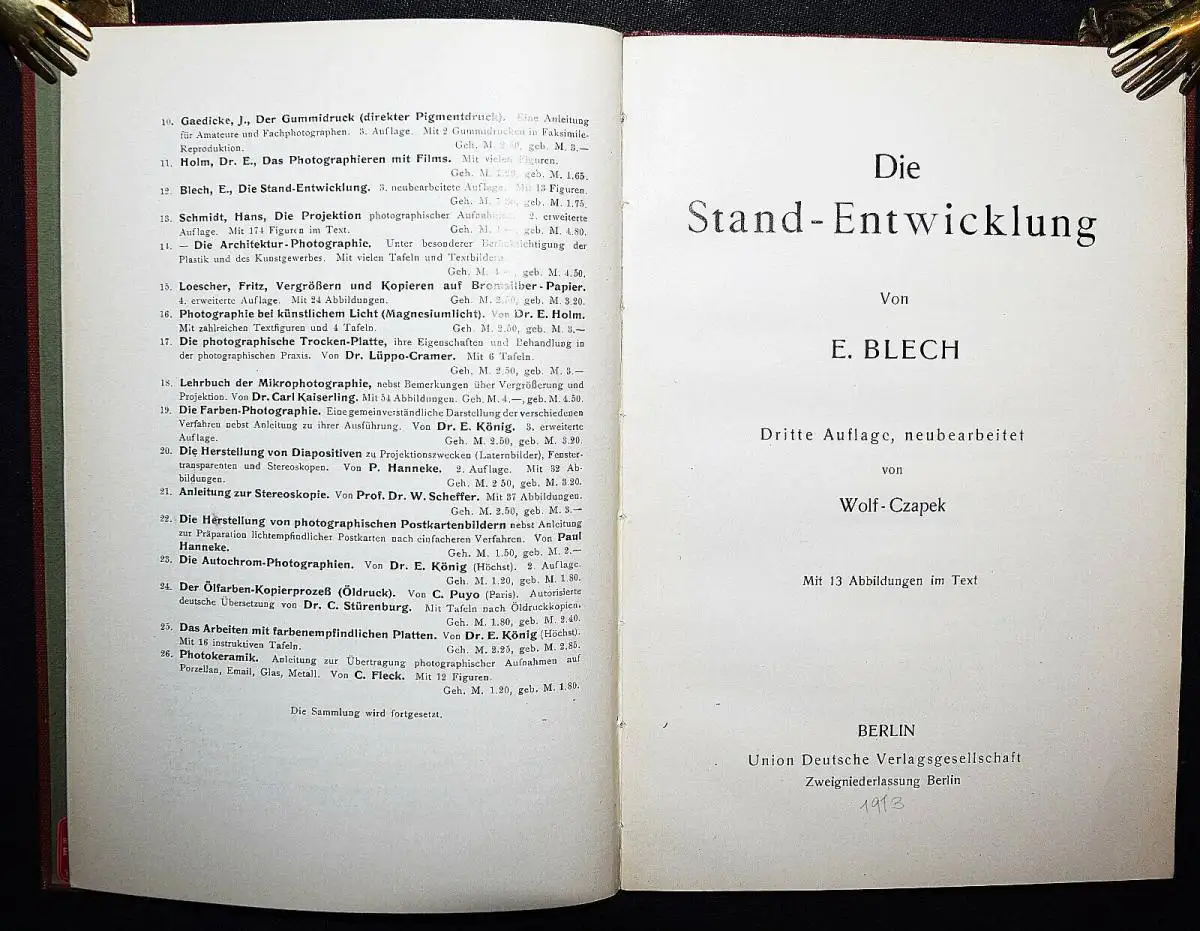 10. Gaedicke, J., Der Gummidruck (direkter Pigmentdruck). Eine Anleitung
für Amateure und Fachphotographen. 3. Auflage. Mit 2 Gummidrucken in Faksimile-
Reproduktion. Geh. M. 2.50, geb. M. 3.—
11. Holm, Dr. E., Das Photographieren mit Films. Mit vielen Figuren.
Geh. M. geb. M. 1.65.
12. Blech, E., Die Stand-Entwicklung. 3. neubearbeitete Auflage. Mit 13 Figuren.
Geh. M. geb. M. 1.75.
13. Schmidt, Hans, Die Projektion photographischer Aufnahmen. 2. erweiterte
Auflage. Mit 174 Figuren im Text. Geh. M. geb. M. 4.80.
14. — Die Architektur-Photographie. Unter besonderer Berücksichtigung der
Plastik und des Kunstgewerbes. Mit vielen Tafeln und Textbildern.
Geh. M. 4.—, geb. M. 4.50.
15. Loescher, Fritz, Vergrößern und Kopieren auf Bromsilber-Papier.
4. erweiterte Auflage. Mit 24 Abbildungen. Geh. M. 2.50, geb. M. 3.20.
16. Photographie bei künstlichem Licht (Magnesiumlicht). Von Dr. E. Holm.
Mit zahlreichen Textfiguren und 4 Tafeln. Geh. M. 2.50, geb. M. 3.—
17. Die photographische Trocken-Platte, ihre Eigenschaften und Behandlung in
der photographischen Praxis. Von Dr. Lüppo-Cramer. Mit 6 Tafeln.
Geh. M. 2.50, geb. M. 3.—
18. Lehrbuch der Mikrophotographie, nebst Bemerkungen über Vergrößerung und
Projektion. Von Dr. Carl Kaiserling. Mit 54 Abbildungen. Geh. M. 4.—, geb. M. 4.50.
19. Die Farben-Photographie. Eine gemeinverständliche Darstellung der verschiedenen
Verfahren nebst Anleitung zu ihrer Ausführung. Von Dr. E. König. 3. erweiterte
Auflage. Geh. M. 2.50, geb. M. 3.20.
20. Die Herstellung von Diapositiven zu Projektionszwecken (Laternbilder), Fenster-
transparenten und Stereoskopen. Von P. Hanneke. 2. Auflage. Mit 32 Ab-
bildungen. Geh. M. 2 50, geb. M. 3.20.
21. Anleitung zur Stereoskopie. Von Prof. Dr. W. Scheffer. Mit 37 Abbildungen.
Geh. M. 2.50, geb. M. 3.—
22. Die Herstellung von photographischen Postkartenbildern nebst Anleitung
zur Präparation lichtempfindlicher Postkarten nach einfacheren Verfahren. Von Paul
Hanneke. Geh. M. 1.50, geb. M. 2.—
23. Die Autochrom-Photographien. Von Dr. E. König (Höchst). 2. Auflage.
Geh. M. 1.20, geb. M. 1.80.
24. Der Ölfarben-Kopierprozeß (Öldruck). Von C. Puyo (Paris). Autorisierte
deutsche Übersetzung von Dr. C. Stürenburg. Mit Tafeln nach Öldruckkopien.
Geh. M. 1.80, geb. M. 2.40.
25. Das Arbeiten mit farbenempfindlichen Platten. Von Dr. E. König (Höchst).
Mit 16 instruktiven Tafeln. Geh. M. 2.25, geb. M. 2.85.
26. Photokeramik. Anleitung zur Übertragung photographischer Aufnahmen auf
Porzellan, Email, Glas, Metall. Von C. Fleck. Mit 12 Figuren.
Geh. M. 1.20, geb. M. 1.80.
Die Sammlung wird fortgesetzt.
Die
Stand-Entwicklung
Von
E. BLECH
Dritte Auflage, neubearbeitet
von
Wolf-Czapek
Mit 13 Abbildungen im Text
BERLIN
Union Deutsche Verlagsgesellschaft
Zweigniederlassung Berlin
1913